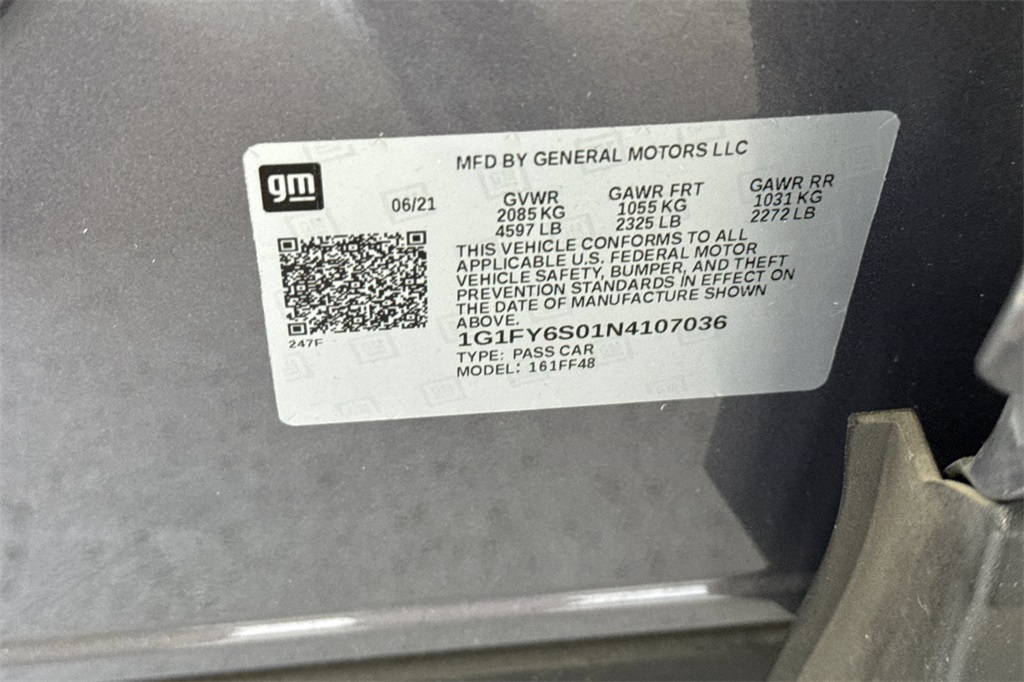 gm
MFD BY GENERAL MOTORS LLC
06/21
GVWR GAWR FRT GAWR RR
2085 KG 1055 KG 1031 KG
4597 LB 2325 LB 2272 LB
THIS VEHICLE CONFORMS TO ALL
APPLICABLE U.S. FEDERAL MOTOR
VEHICLE SAFETY, BUMPER, AND THEFT
PREVENTION STANDARDS IN EFFECT ON
THE DATE OF MANUFACTURE SHOWN
ABOVE.
247F
1G1FY6S01N4107036
TYPE: PASS CAR
MODEL: 161FF48